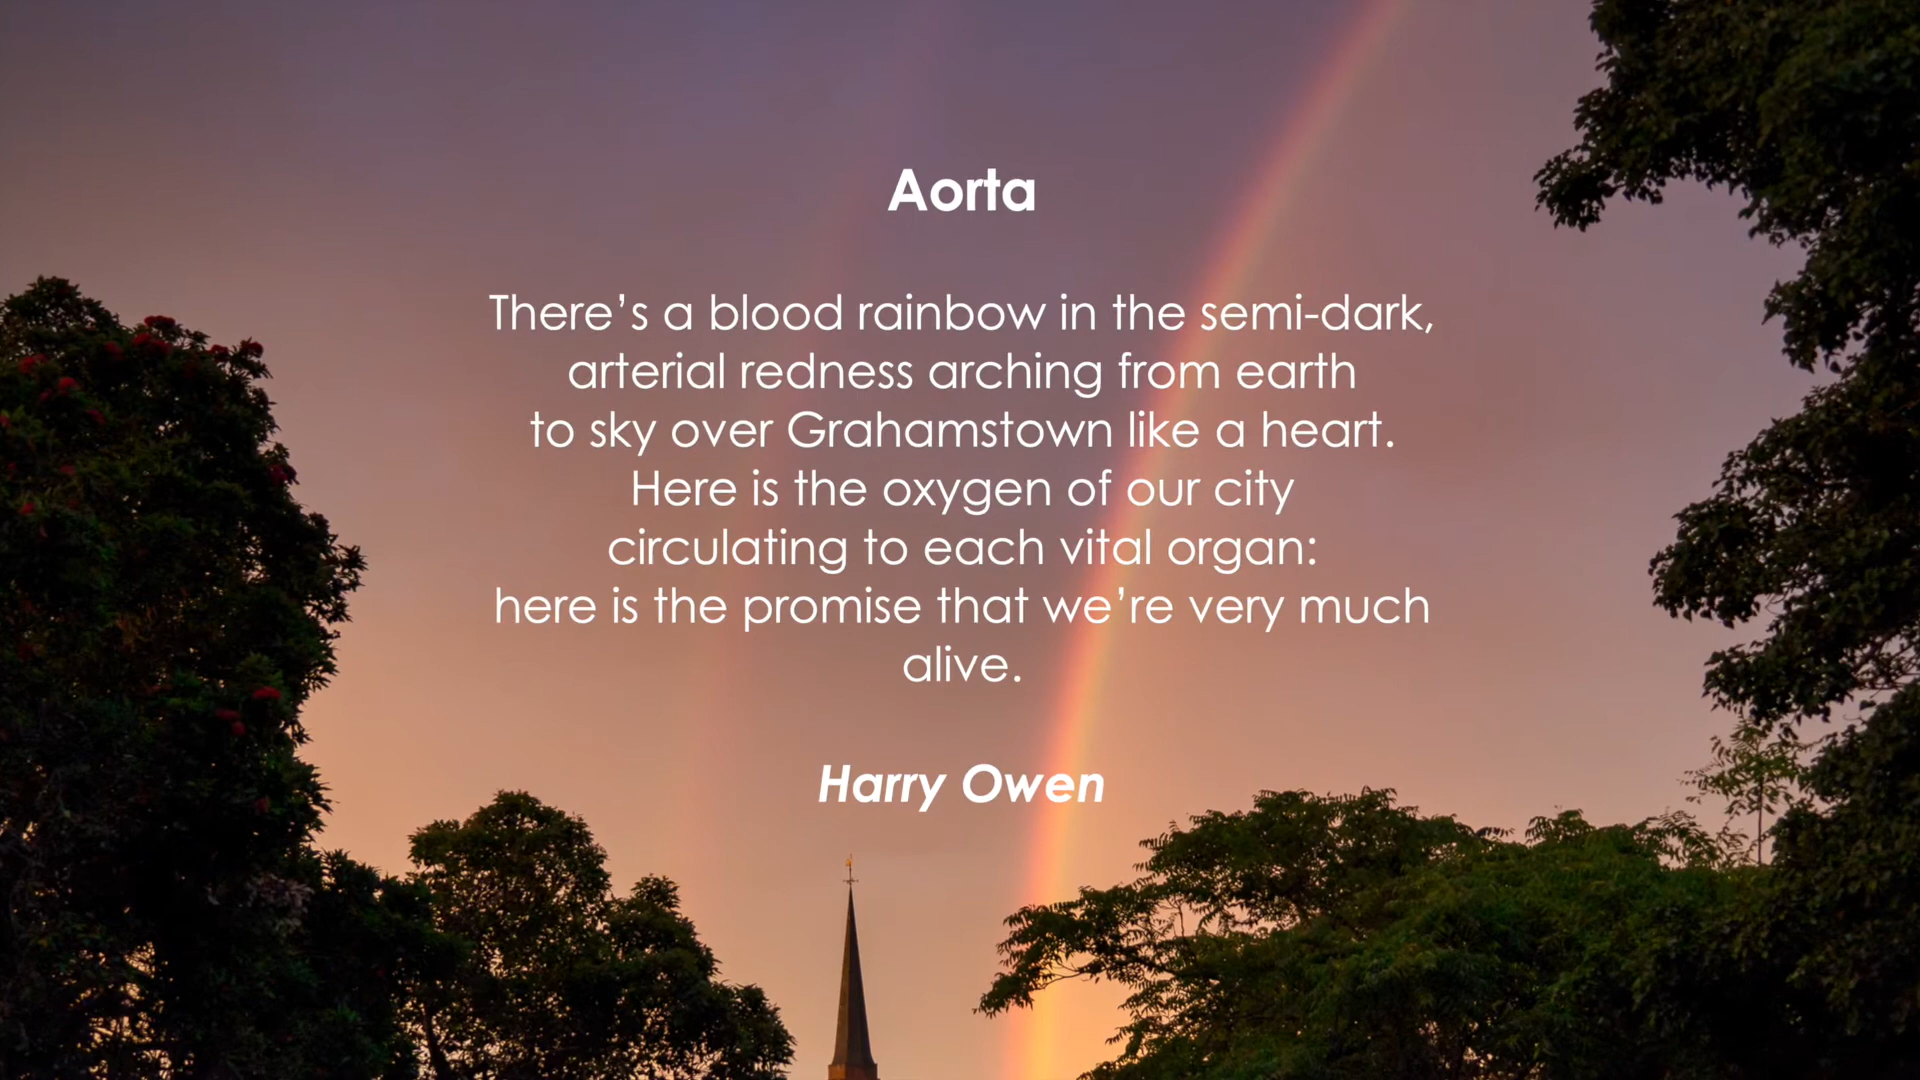 Aorta
There’s a blood rainbow in the semi-dark,
arterial redness arching from earth
to sky over Grahamstown like a heart.
Here is the oxygen of our city
circulating to each vital organ:
here is the promise that we’re very much
alive.
Harry Owen